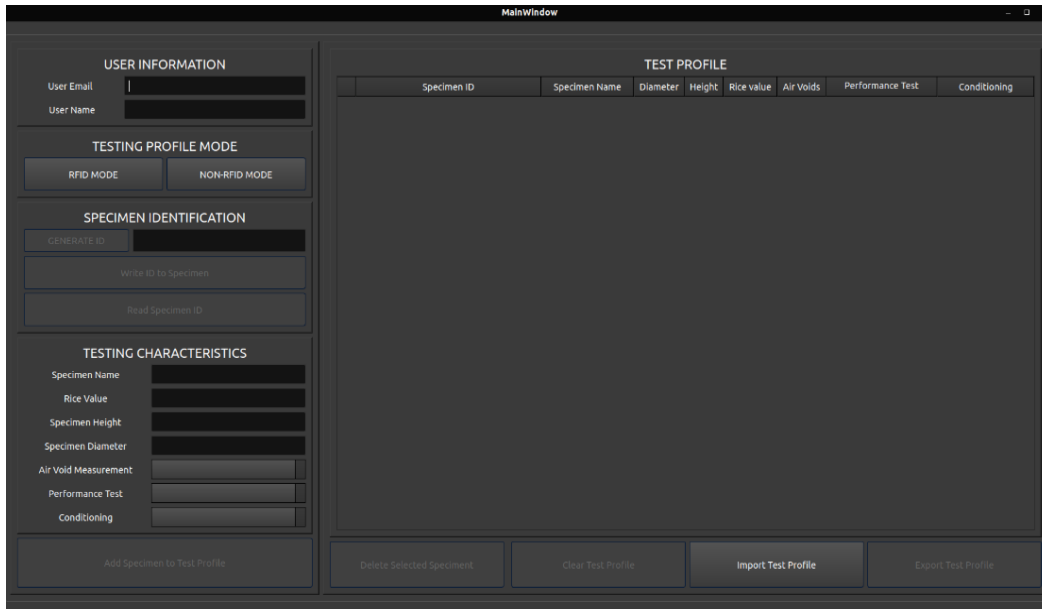 MainWindow
USER INFORMATION
User Email
User Name
TESTING PROFILE MODE
RFID MODE NON-RFID MODE
SPECIMEN IDENTIFICATION
GENERATE ID
Write ID to Specimen
Read Specimen ID
TESTING CHARACTERISTICS
Specimen Name
Rice Value
Specimen Height
Specimen Diameter
Air Void Measurement
Performance Test
Conditioning
Add Specimen to Test Profile
TEST PROFILE
Specimen ID Specimen Name Diameter Height Rice value Air Voids Performance Test Conditioning
Delete Selected Speciment Clear Test Profile Import Test Profile Export Test Profile